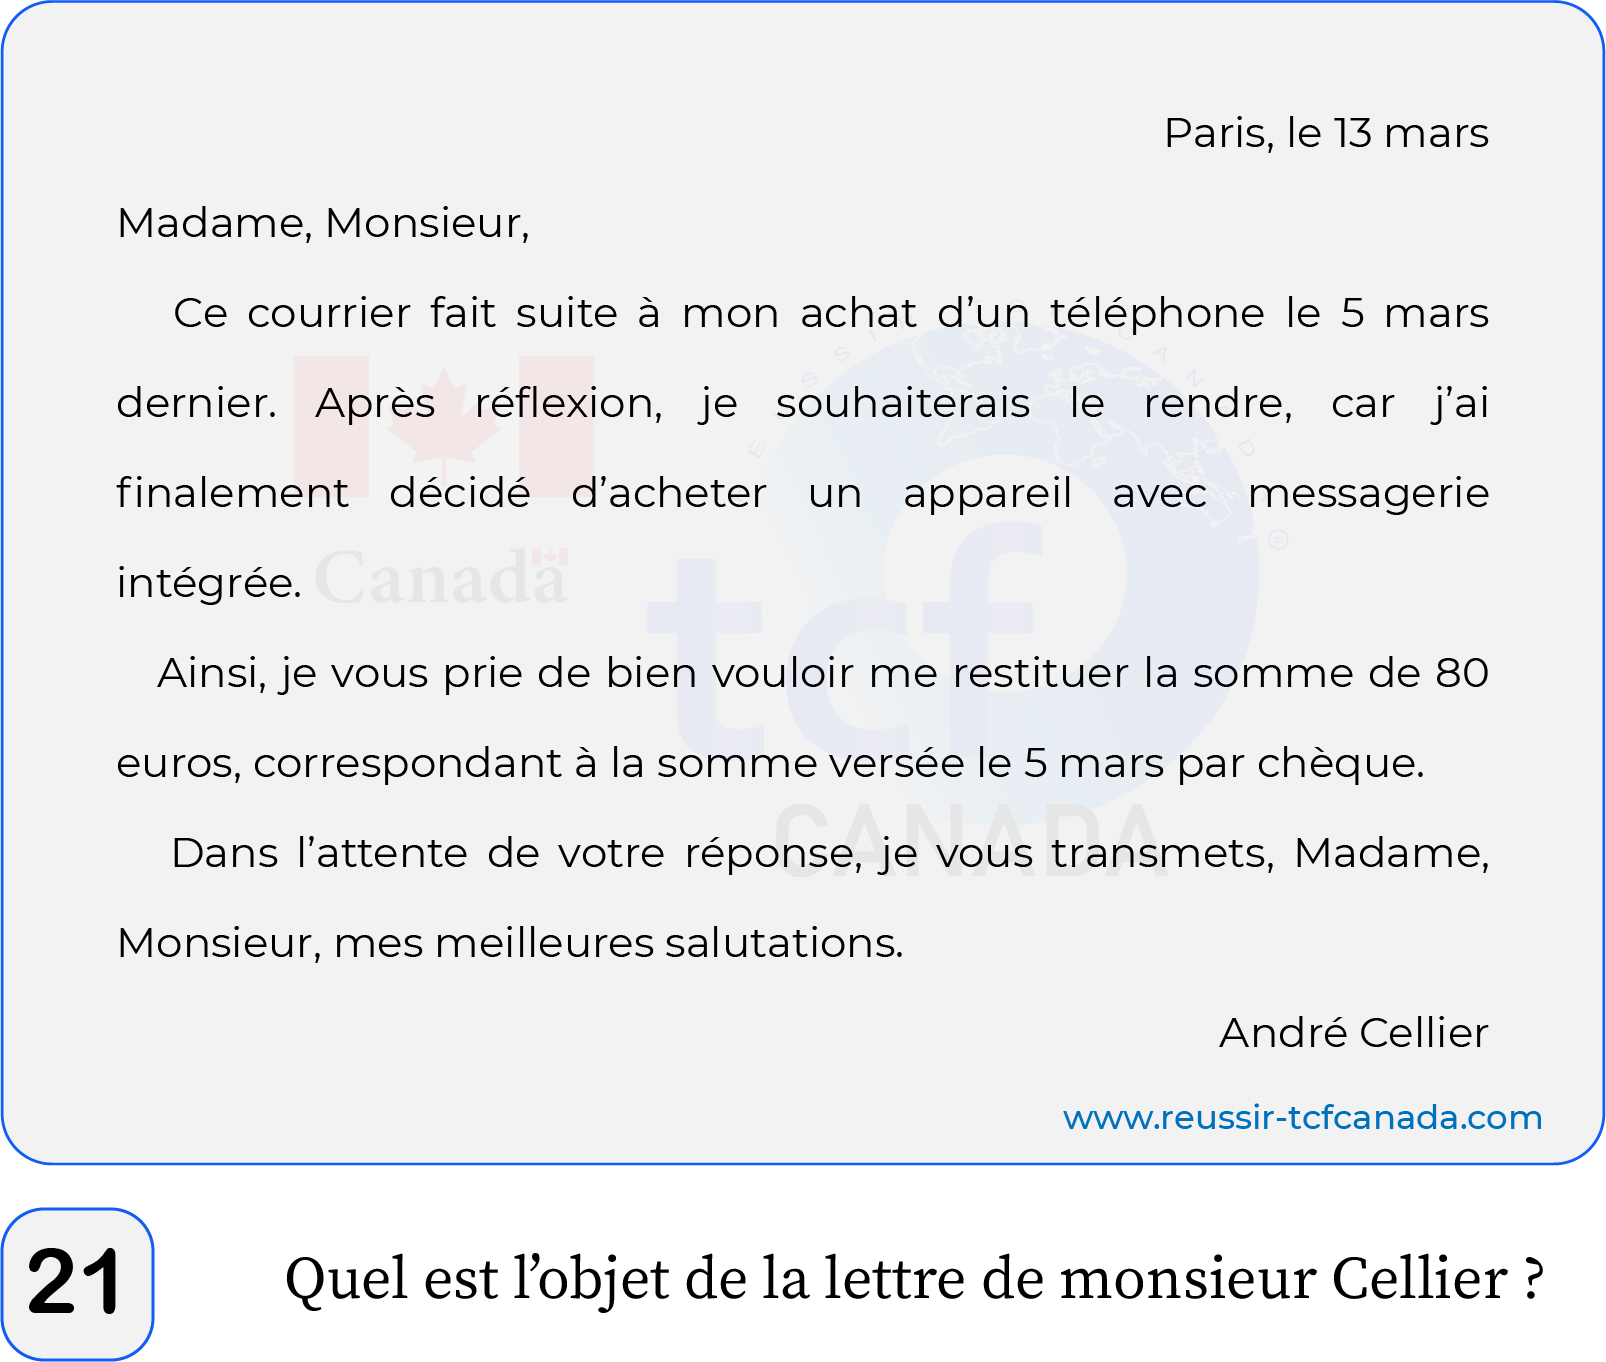 Paris, le 13 mars
Madame, Monsieur,
Ce courrier fait suite à mon achat d’un téléphone le 5 mars
dernier. Après réflexion, je souhaiterais le rendre, car j’ai
finalement décidé d’acheter un appareil avec messagerie
intégrée.
Canada
Ainsi, je vous prie de bien vouloir me restituer la somme de 80
tcf
euros, correspondant à la somme versée le 5 mars par chèque.
CANADA
Dans l’attente de votre réponse, je vous transmets, Madame,
Monsieur, mes meilleures salutations.
André Cellier
www.reussir-tcfcanada.com
21
Quel est l’objet de la lettre de monsieur Cellier ?